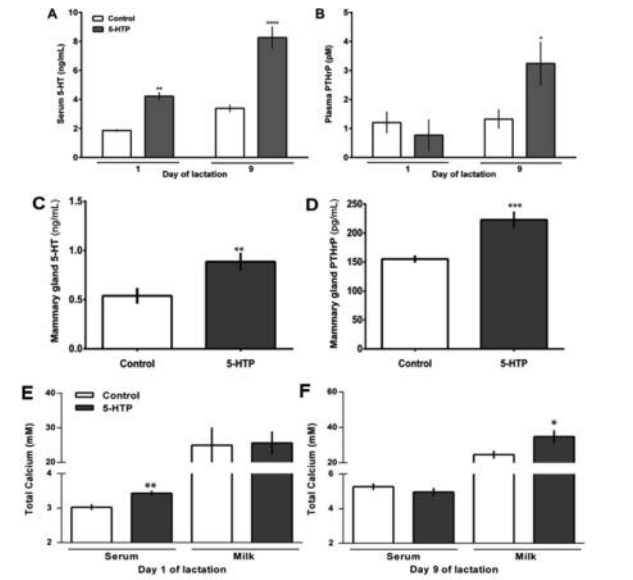 A
Control
5-HTP
Serum 5-HT (ng/mL)
10
8
6
4
2
0
**
****
1
9
Day of lactation
B
Plasma PTHrP (pM)
5
4
3
2
1
0
*
1
9
Day of lactation
C
Mammary gland 5-HT (ng/mL)
1.5
1.0
0.5
0.0
**
Control
5-HTP
D
Mammary gland PTHrP (pg/mL)
250
200
150
100
50
0
***
Control
5-HTP
E
Control
5-HTP
Total Calcium (mM)
40
30
20
4
3
2
**
Serum
Milk
Day 1 of lactation
F
Total Calcium (mM)
60
40
20
6
4
2
*
Serum
Milk
Day 9 of lactation